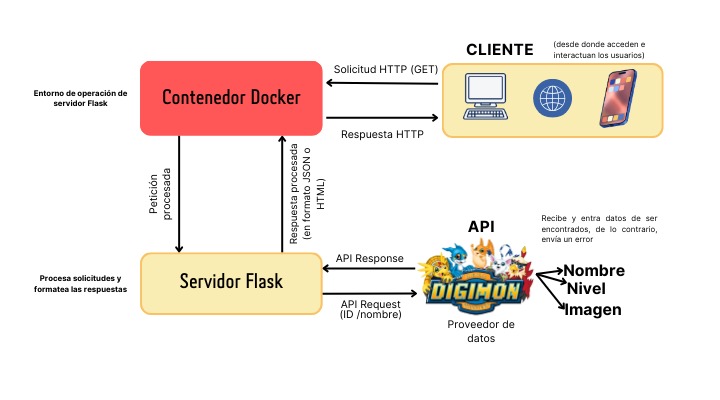 CLIENTE
(desde donde acceden e
interactuan los usuarios)
Solicitud HTTP (GET)
Entorno de operación de
servidor Flask
Contenedor Docker
Respuesta HTTP
Petición
procesada
Respuesta procesada
(en formato JSON o
HTML)
Recibe y entra datos de ser
encontrados, de lo contrario,
envía un error
API
API Response
DIGIMON
Nombre
Nivel
Imagen
Procesa solicitudes y
formatea las respuestas
Servidor Flask
API Request
(ID /nombre)
Proveedor de
datos